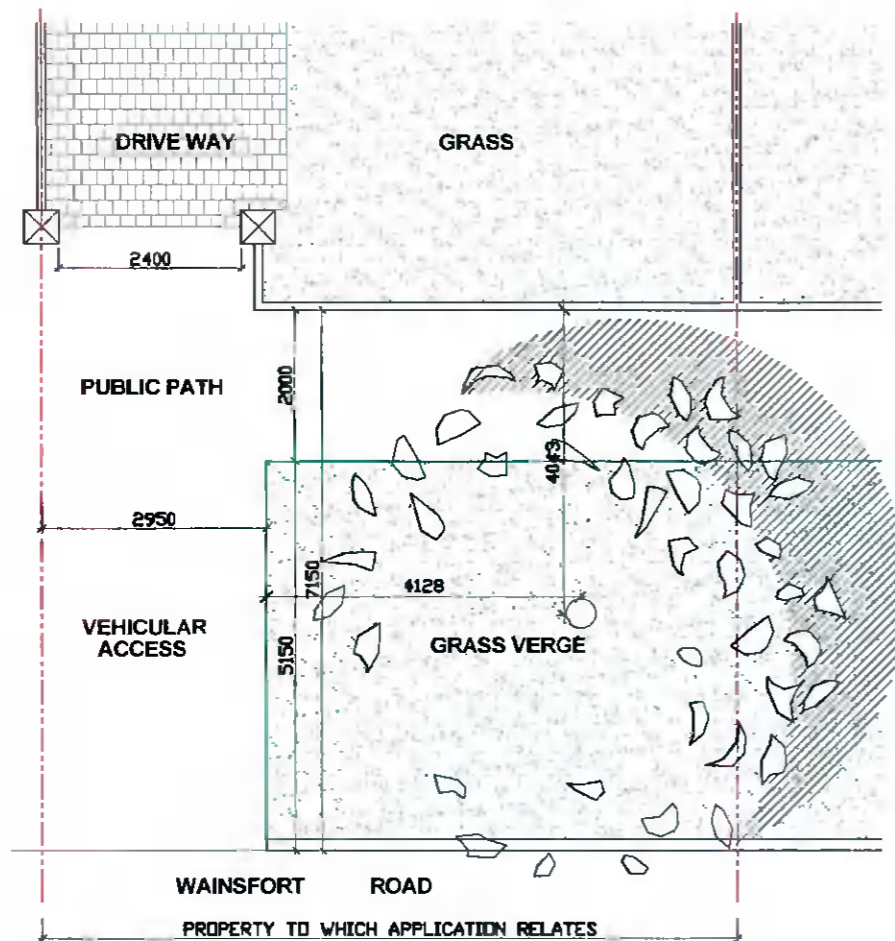 DRIVE WAY
GRASS
2400
PUBLIC PATH
2000
4043
2950
7150
4128
VEHICULAR
ACCESS
5150
GRASS VERGE
WAINSFORT ROAD
PROPERTY TO WHICH APPLICATION RELATES